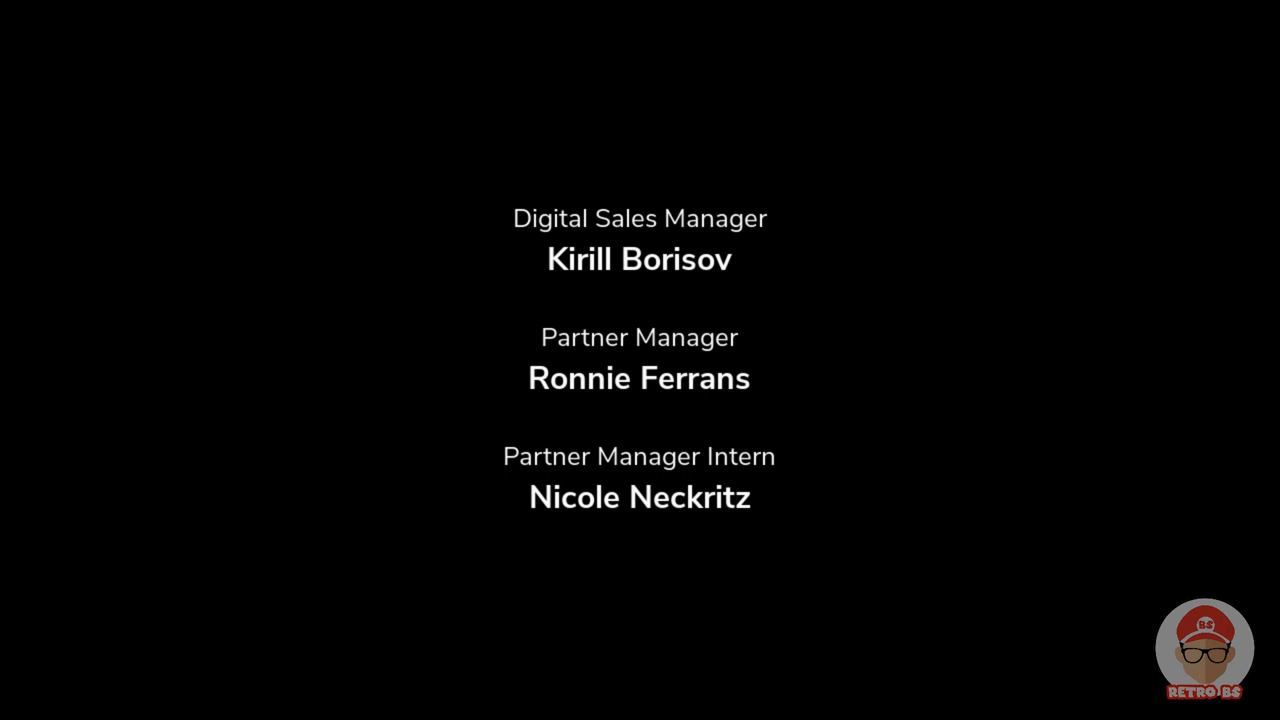 Digital Sales Manager
Kirill Borisov
Partner Manager
Ronnie Ferrans
Partner Manager Intern
Nicole Neckritz
BS
RETRO BS